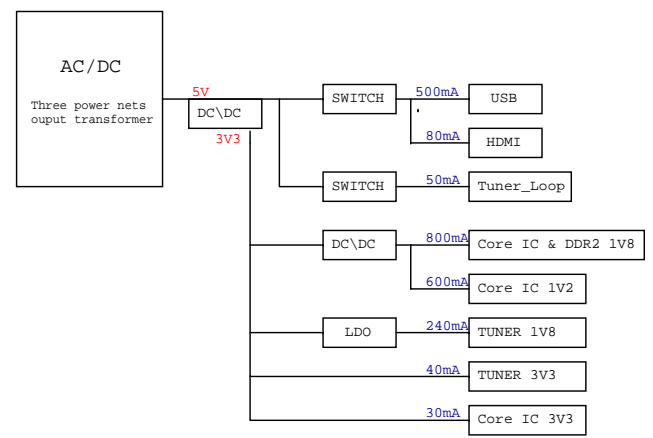 AC/DC
Three power nets
ouput transformer
5V
DC\DC
3V3
SWITCH
500mA
USB
80mA
HDMI
SWITCH
50mA
Tuner_Loop
DC\DC
800mA
Core IC & DDR2 1V8
600mA
Core IC 1V2
LDO
240mA
TUNER 1V8
40mA
TUNER 3V3
30mA
Core IC 3V3